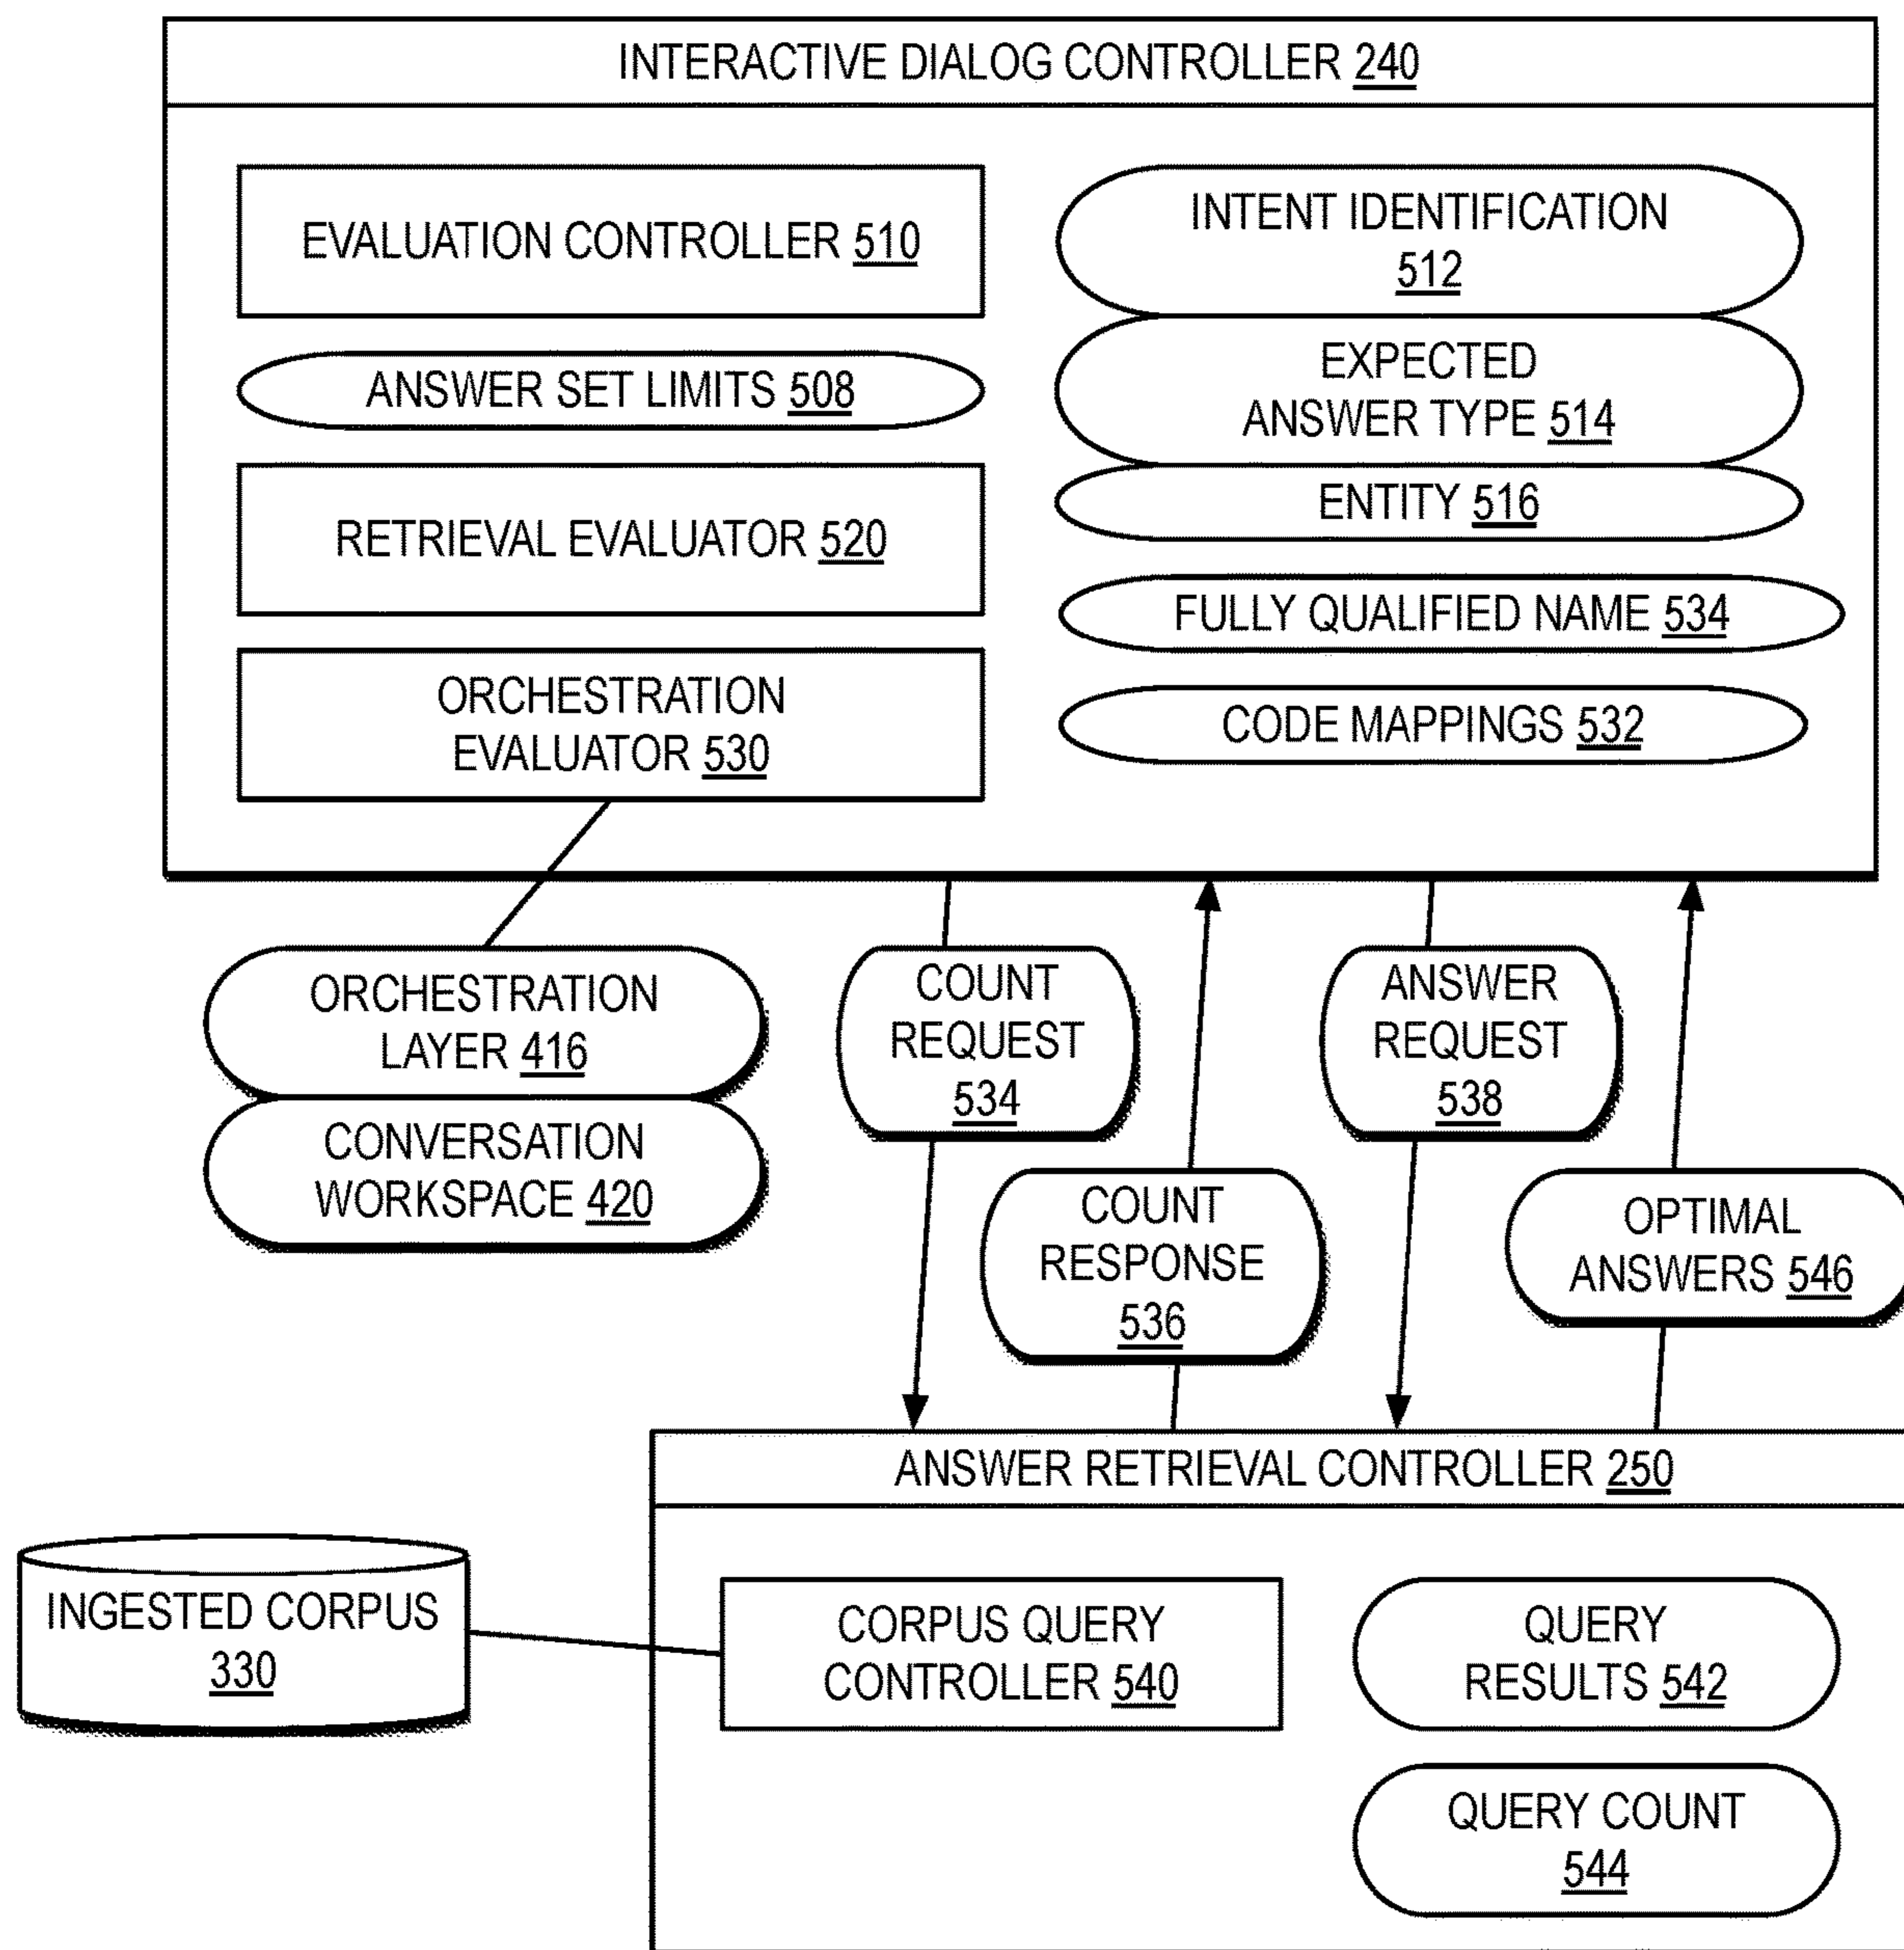 INTERACTIVE DIALOG CONTROLLER 240
EVALUATION CONTROLLER 510
ANSWER SET LIMITS 508
RETRIEVAL EVALUATOR 520
ORCHESTRATION
EVALUATOR 530
INTENT IDENTIFICATION
512
EXPECTED
ANSWER TYPE 514
ENTITY 516
FULLY QUALIFIED NAME 534
CODE MAPPINGS 532
ORCHESTRATION
LAYER 416
CONVERSATION
WORKSPACE 420
COUNT
REQUEST
534
COUNT
RESPONSE
536
ANSWER
REQUEST
538
OPTIMAL
ANSWERS 546
ANSWER RETRIEVAL CONTROLLER 250
INGESTED CORPUS
330
CORPUS QUERY
CONTROLLER 540
QUERY
RESULTS 542
QUERY COUNT
544